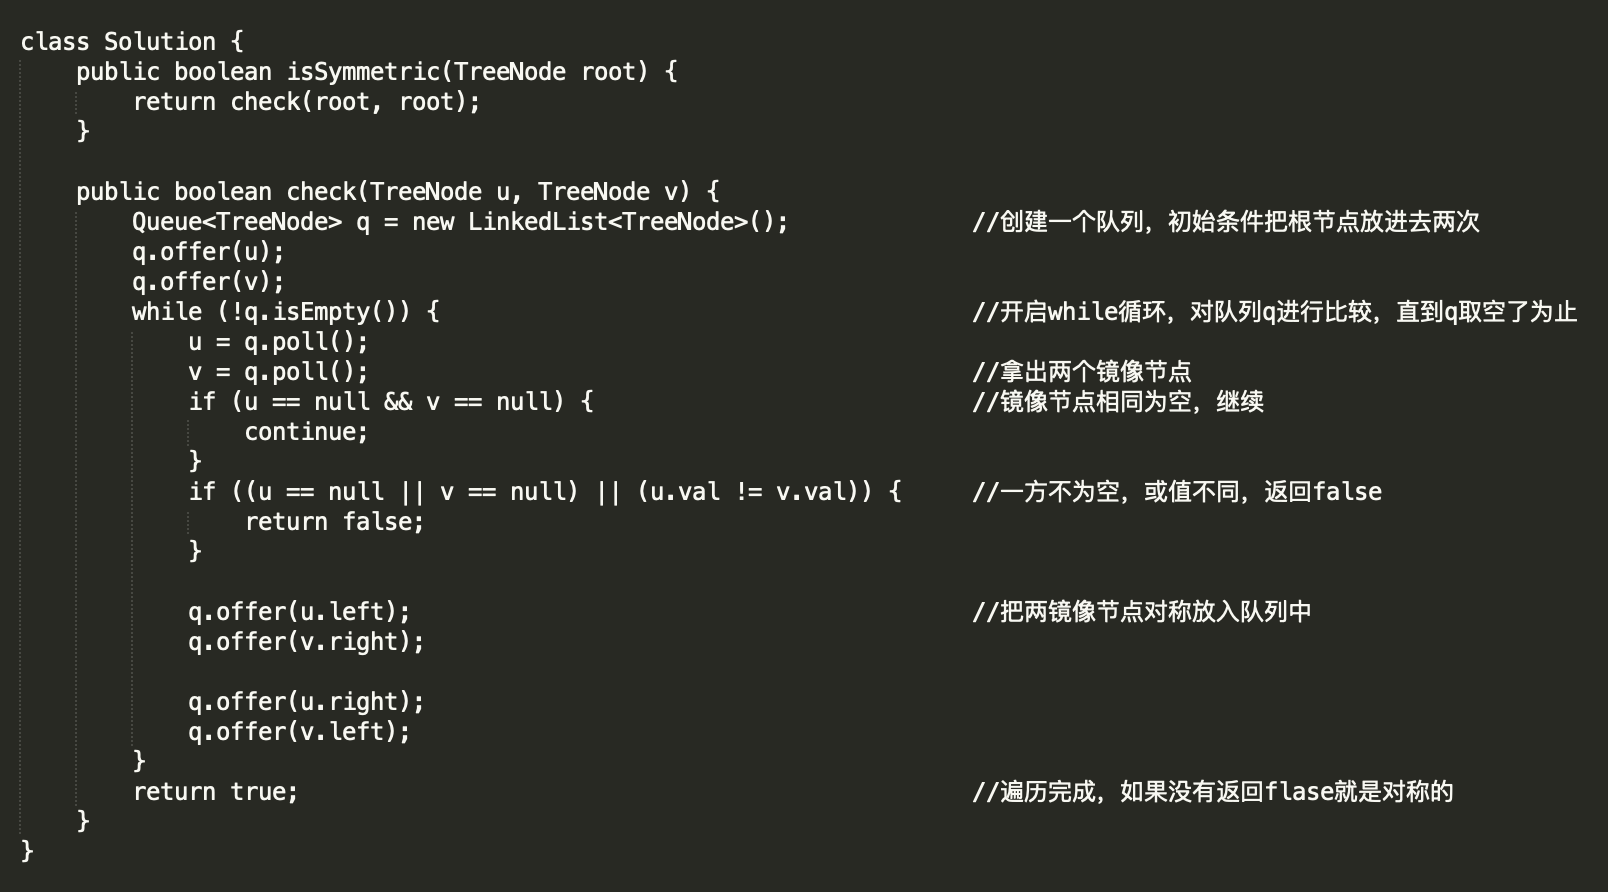 class Solution {
    public boolean isSymmetric(TreeNode root) {
        return check(root, root);
    }
    public boolean check(TreeNode u, TreeNode v) {
        Queue<TreeNode> q = new LinkedList<TreeNode>();             //创建一个队列，初始条件把根节点放进去两次
        q.offer(u);
        q.offer(v);
        while (!q.isEmpty()) {                                      //开启while循环，对队列q进行比较，直到q取空了为止
            u = q.poll();
            v = q.poll();                                           //拿出两个镜像节点
            if (u == null && v == null) {                           //镜像节点相同为空，继续
                continue;
            }
            if ((u == null || v == null) || (u.val != v.val)) {     //一方不为空，或值不同，返回false
                return false;
            }
            q.offer(u.left);                                        //把两镜像节点对称放入队列中
            q.offer(v.right);
            q.offer(u.right);
            q.offer(v.left);
        }
        return true;                                                //遍历完成，如果没有返回flase就是对称的
    }
}